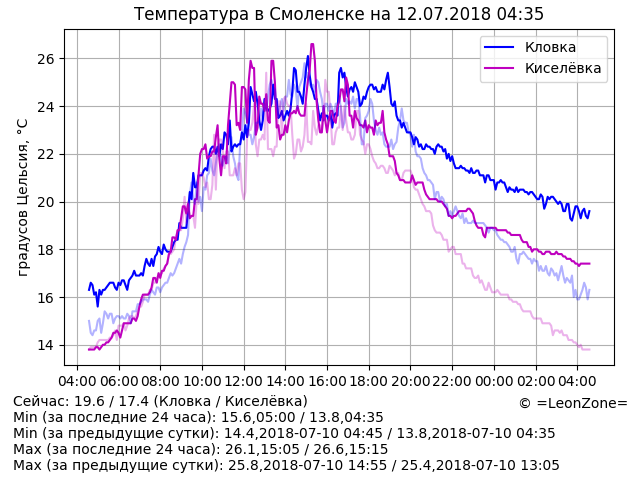 Температура в Смоленске на 12.07.2018 04:35
градусов Цельсия, °C
26
24
22
20
18
16
14
Кловка
Киселёвка
04:00 06:00 08:00 10:00 12:00 14:00 16:00 18:00 20:00 22:00 00:00 02:00 04:00
Сейчас: 19.6 / 17.4 (Кловка / Киселёвка)
© =LeonZone=
Min (за последние 24 часа): 15.6,05:00 / 13.8,04:35
Min (за предыдущие сутки): 14.4,2018-07-10 04:45 / 13.8,2018-07-10 04:35
Max (за последние 24 часа): 26.1,15:05 / 26.6,15:15
Max (за предыдущие сутки): 25.8,2018-07-10 14:55 / 25.4,2018-07-10 13:05